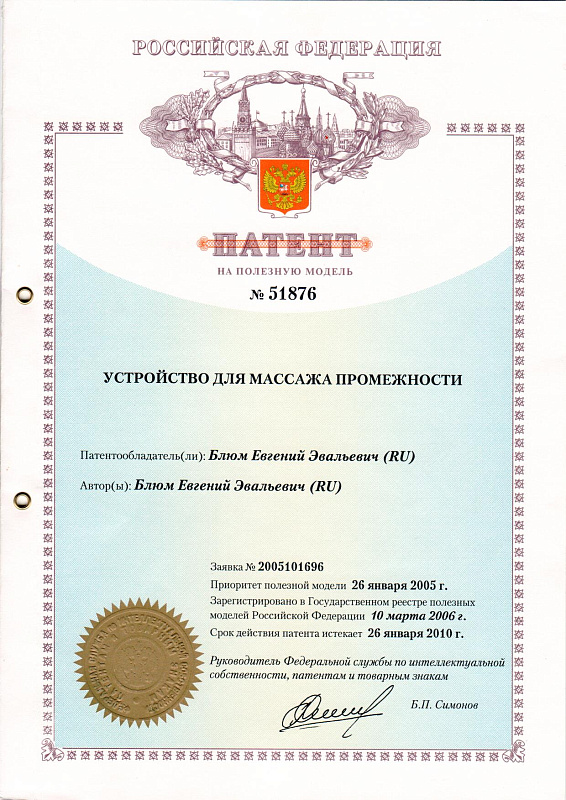 РОССИЙСКАЯ ФЕДЕРАЦИЯ
ПАТЕНТ
НА ПОЛЕЗНУЮ МОДЕЛЬ
№ 51876
УСТРОЙСТВО ДЛЯ МАССАЖА ПРОМЕЖНОСТИ
Патентообладатель(ли): Блюм Евгений Эвальевич (RU)
Автор(ы): Блюм Евгений Эвальевич (RU)
Заявка № 2005101696
Приоритет полезной модели 26 января 2005 г.
Зарегистрировано в Государственном реестре полезных
моделей Российской Федерации 10 марта 2006 г.
Срок действия патента истекает 26 января 2010 г.
Руководитель Федеральной службы по интеллектуальной
собственности, патентам и товарным знакам
Б.П. Симонов